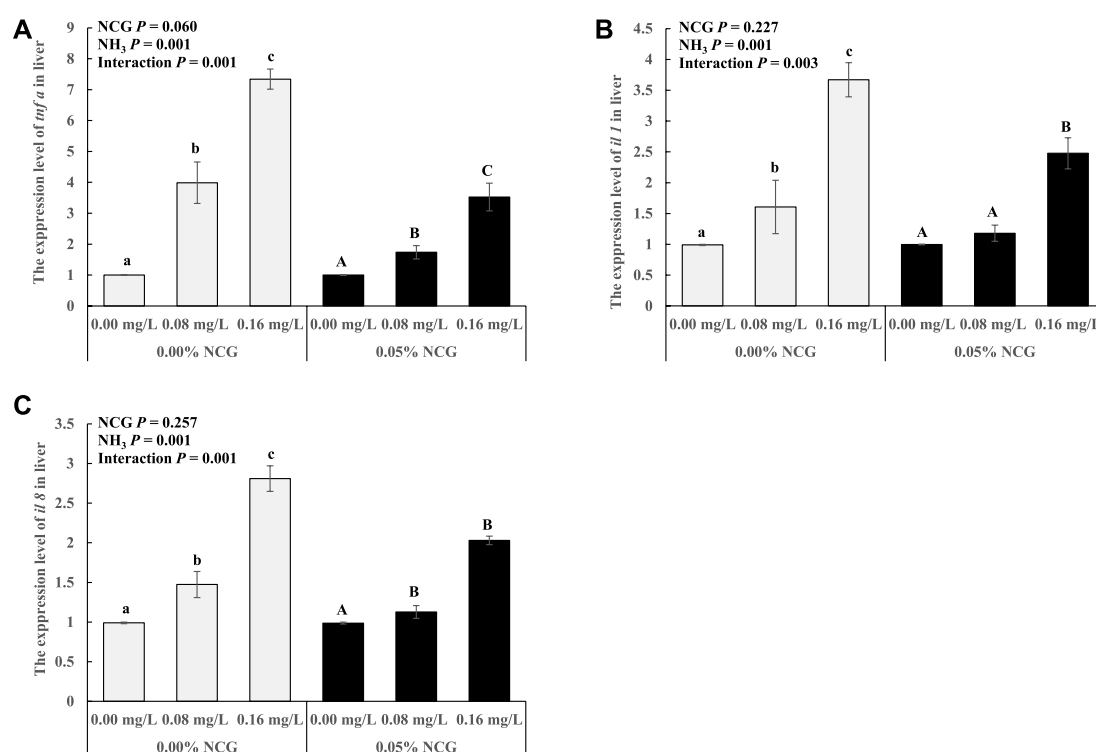 A
The exppression level of tnf a in liver
NCG P = 0.060
NH₃ P = 0.001
Interaction P = 0.001
9
8
7
6
5
4
3
2
1
0
a
b
c
A
B
C
0.00 mg/L 0.08 mg/L 0.16 mg/L 0.00 mg/L 0.08 mg/L 0.16 mg/L
0.00% NCG 0.05% NCG
B
The exppression level of il 1 in liver
NCG P = 0.227
NH₃ P = 0.001
Interaction P = 0.003
4.5
4
3.5
3
2.5
2
1.5
1
0.5
0
a
b
c
A
A
B
0.00 mg/L 0.08 mg/L 0.16 mg/L 0.00 mg/L 0.08 mg/L 0.16 mg/L
0.00% NCG 0.05% NCG
C
The exppression level of il 8 in liver
NCG P = 0.257
NH₃ P = 0.001
Interaction P = 0.001
3.5
3
2.5
2
1.5
1
0.5
0
a
b
c
A
B
B
0.00 mg/L 0.08 mg/L 0.16 mg/L 0.00 mg/L 0.08 mg/L 0.16 mg/L
0.00% NCG 0.05% NCG